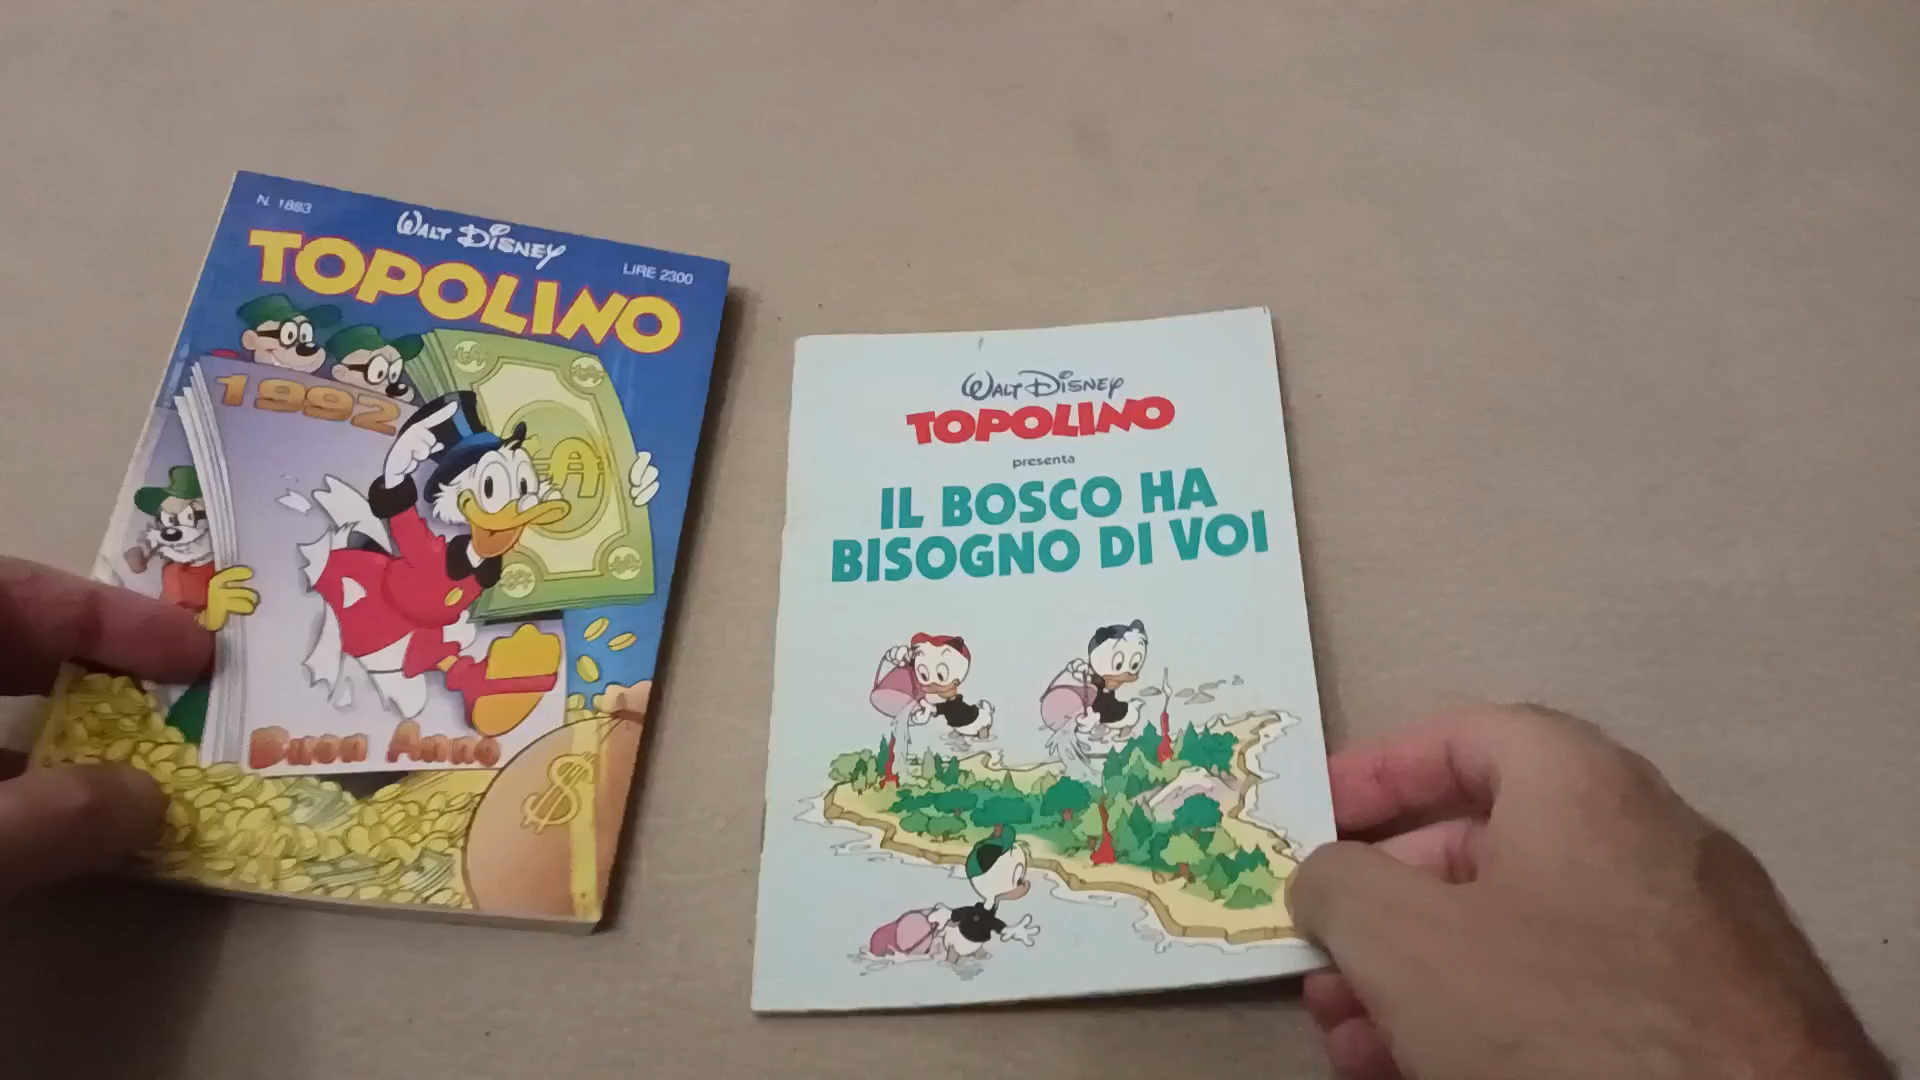 N. 1883
WALT DISNEY
LIRE 2300
TOPOLINO
1992
Buon Anno
$
WALT DISNEY
TOPOLINO
presenta
IL BOSCO HA
BISOGNO DI VOI